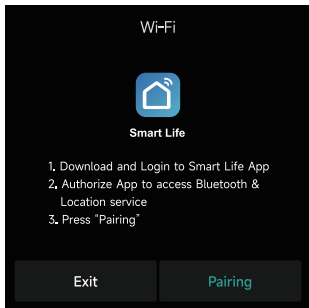 Wi-Fi
Smart Life
1. Download and Login to Smart Life App
2. Authorize App to access Bluetooth &
Location service
3. Press "Pairing"
Exit
Pairing